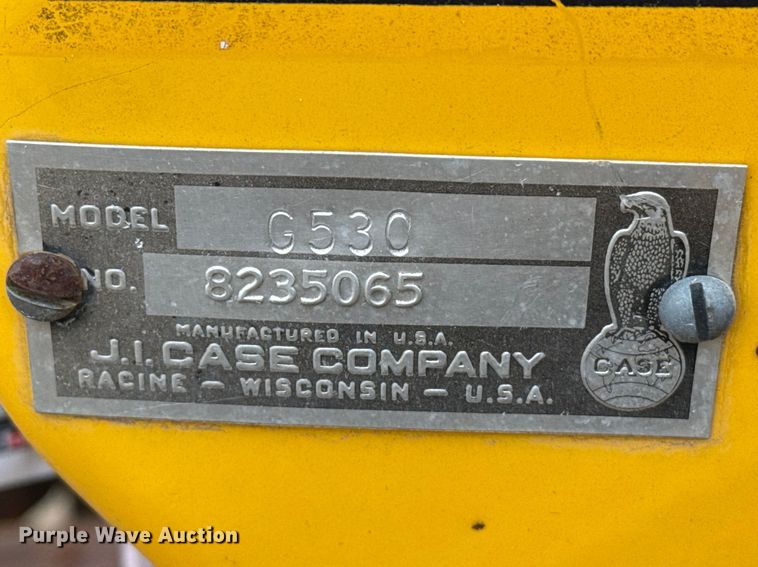 MODEL G530
NO. 8235065
MANUFACTURED IN U.S.A.
J.I. CASE COMPANY
RACINE – WISCONSIN – U.S.A.
CASE
Purple Wave Auction